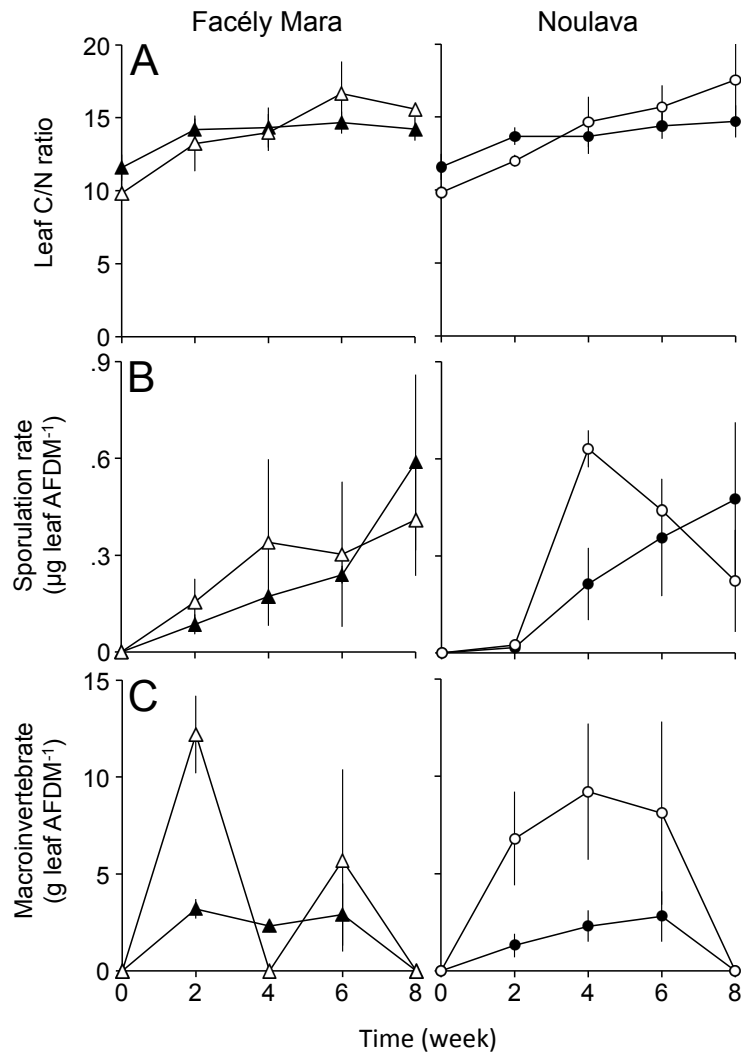 Facély Mara
Noulava
A
20
15
10
5
0
Leaf C/N ratio
B
.9
.6
.3
0
Sporulation rate
(µg leaf AFDM⁻¹)
C
15
10
5
0
Macroinvertebrate
(g leaf AFDM⁻¹)
0 2 4 6 8
0 2 4 6 8
Time (week)